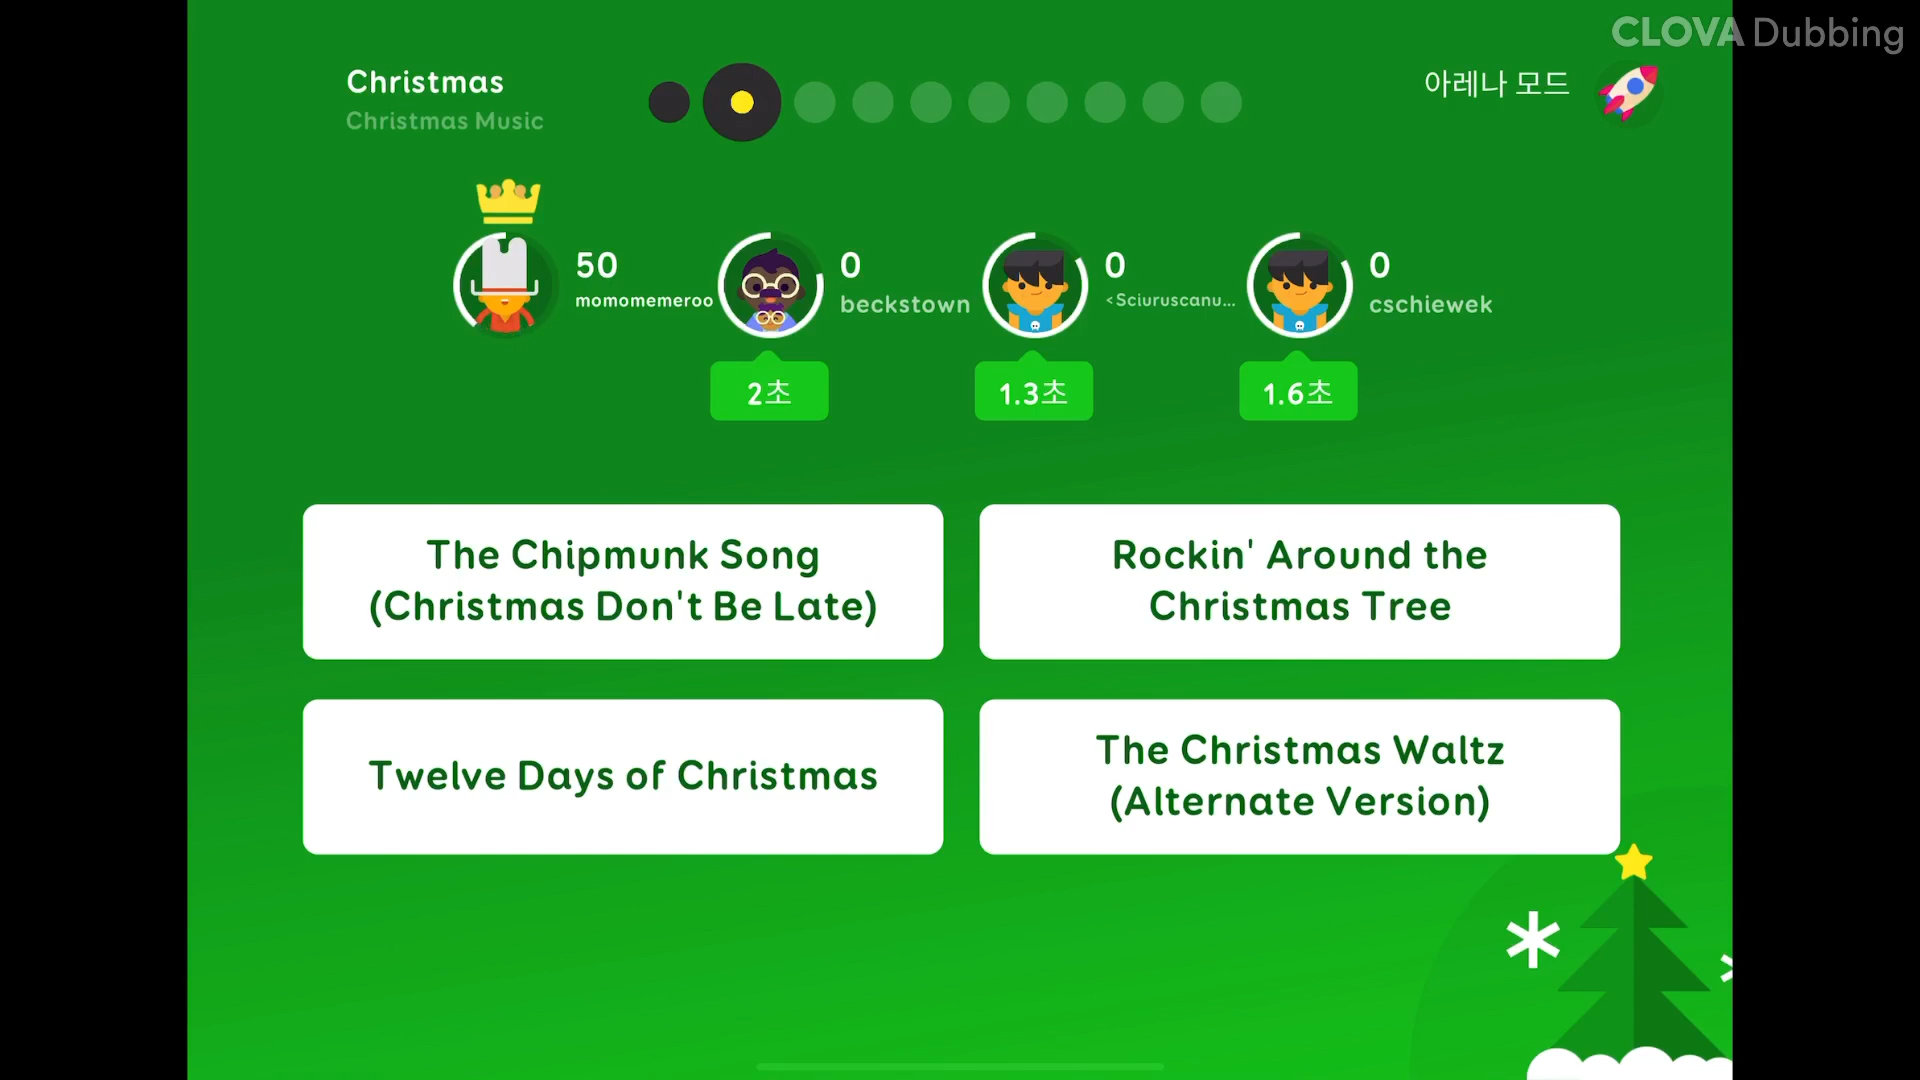 CLOVA Dubbing
Christmas
Christmas Music
아레나 모드
50
momomemeroo
0
beckstown
0
<Sciuruscanu...
0
cschiewek
2초
1.3초
1.6초
The Chipmunk Song
(Christmas Don't Be Late)
Rockin' Around the
Christmas Tree
Twelve Days of Christmas
The Christmas Waltz
(Alternate Version)